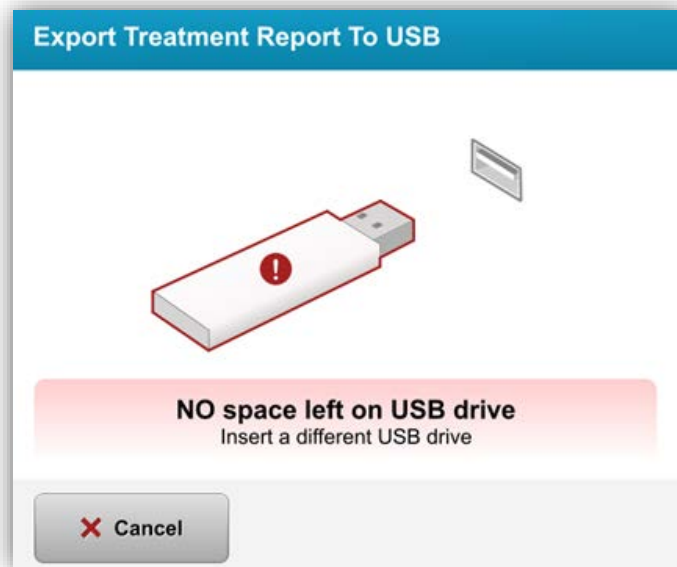 Export Treatment Report To USB
NO space left on USB drive
Insert a different USB drive
Cancel